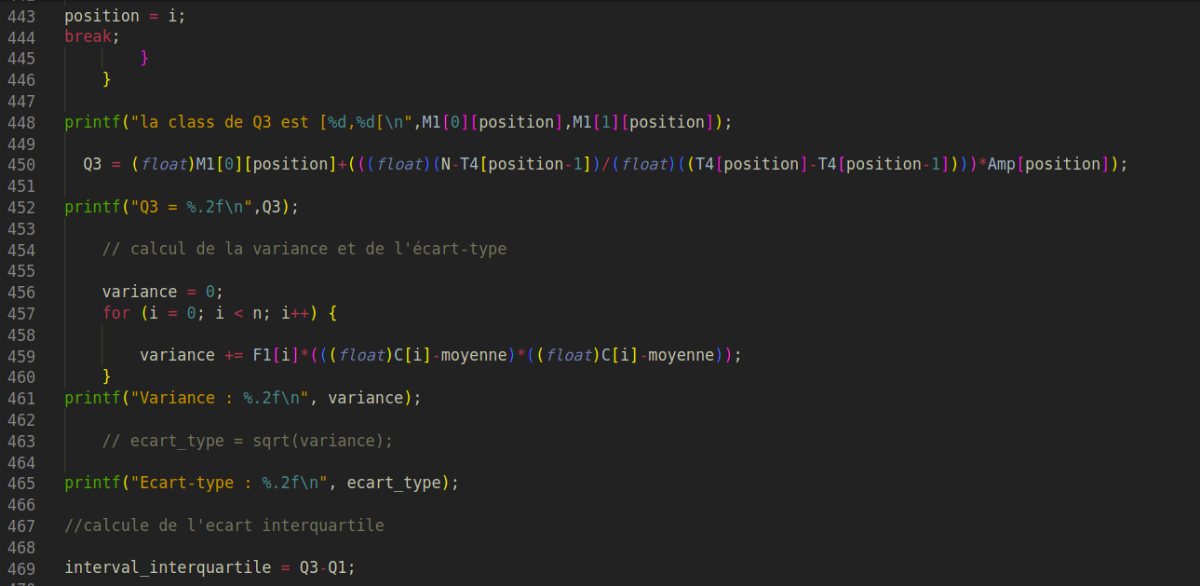 443 position = i;
444 break;
445 }
446 }
447
448 printf("la class de Q3 est [%d,%d[\n",M1[0][position],M1[1][position]);
449
450 Q3 = (float)M1[0][position]+(((float)(N-T4[position-1])/(float)((T4[position]-T4[position-1])))*Amp[position]);
451
452 printf("Q3 = %.2f\n",Q3);
453
454 // calcul de la variance et de l'écart-type
455
456 variance = 0;
457 for (i = 0; i < n; i++) {
458
459 variance += F1[i]*(((float)C[i]-moyenne)*((float)C[i]-moyenne));
460 }
461 printf("Variance : %.2f\n", variance);
462
463 // ecart_type = sqrt(variance);
464
465 printf("Ecart-type : %.2f\n", ecart_type);
466
467 //calcule de l'ecart interquartile
468
469 interval_interquartile = Q3-Q1;